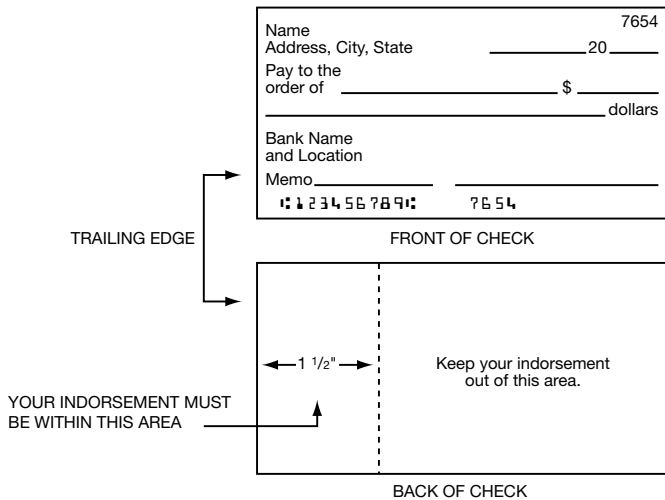 Name 7654
Address, City, State 20
Pay to the
order of $
dollars
Bank Name
and Location
Memo
⑆123456789⑆ 7654
TRAILING EDGE
FRONT OF CHECK
1 1/2"
Keep your indorsement
out of this area.
YOUR INDORSEMENT MUST
BE WITHIN THIS AREA
BACK OF CHECK